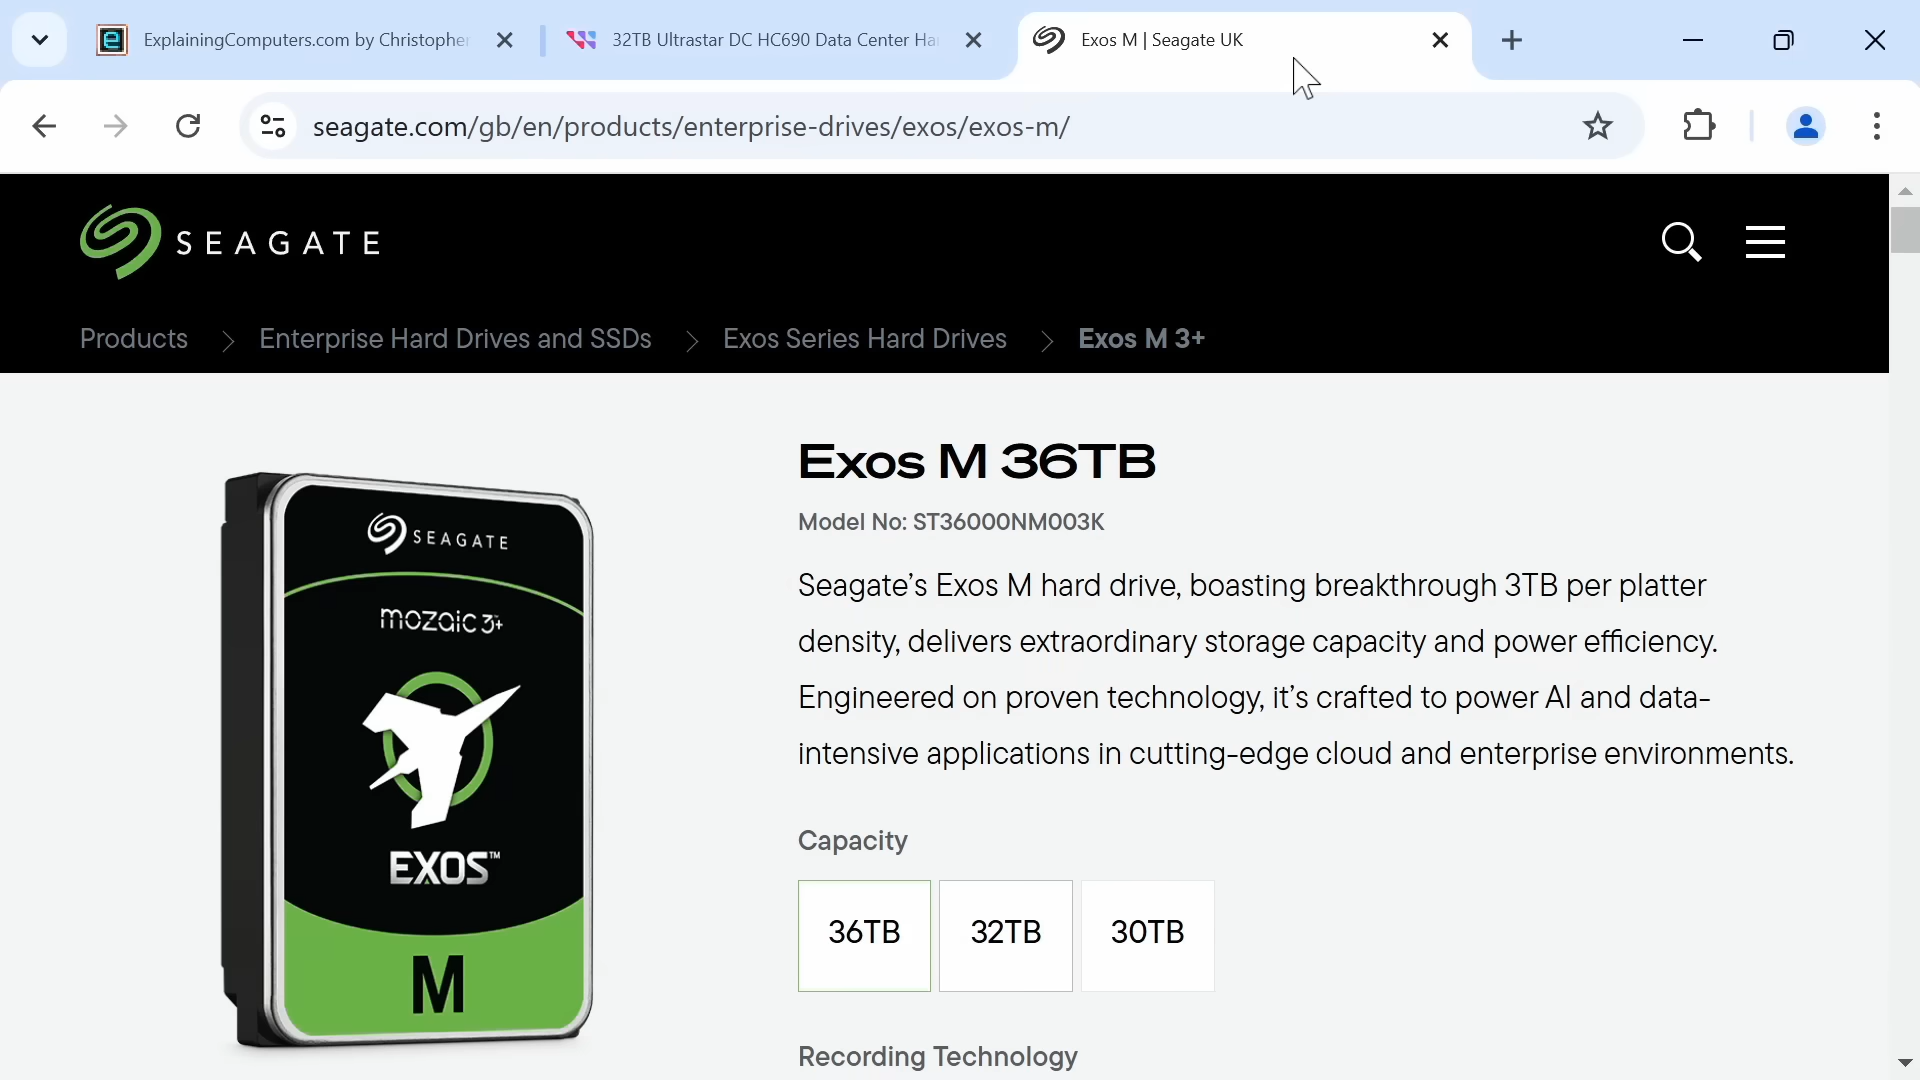 ExplainingComputers.com by Christopher
32TB Ultrastar DC HC690 Data Center Ha
Exos M | Seagate UK
seagate.com/gb/en/products/enterprise-drives/exos/exos-m/
SEAGATE
Products
Enterprise Hard Drives and SSDs
Exos Series Hard Drives
Exos M 3+
SEAGATE
mozaic 3+
EXOS™
M
Exos M 36TB
Model No: ST36000NM003K
Seagate’s Exos M hard drive, boasting breakthrough 3TB per platter
density, delivers extraordinary storage capacity and power efficiency.
Engineered on proven technology, it’s crafted to power AI and data-
intensive applications in cutting-edge cloud and enterprise environments.
Capacity
36TB
32TB
30TB
Recording Technology